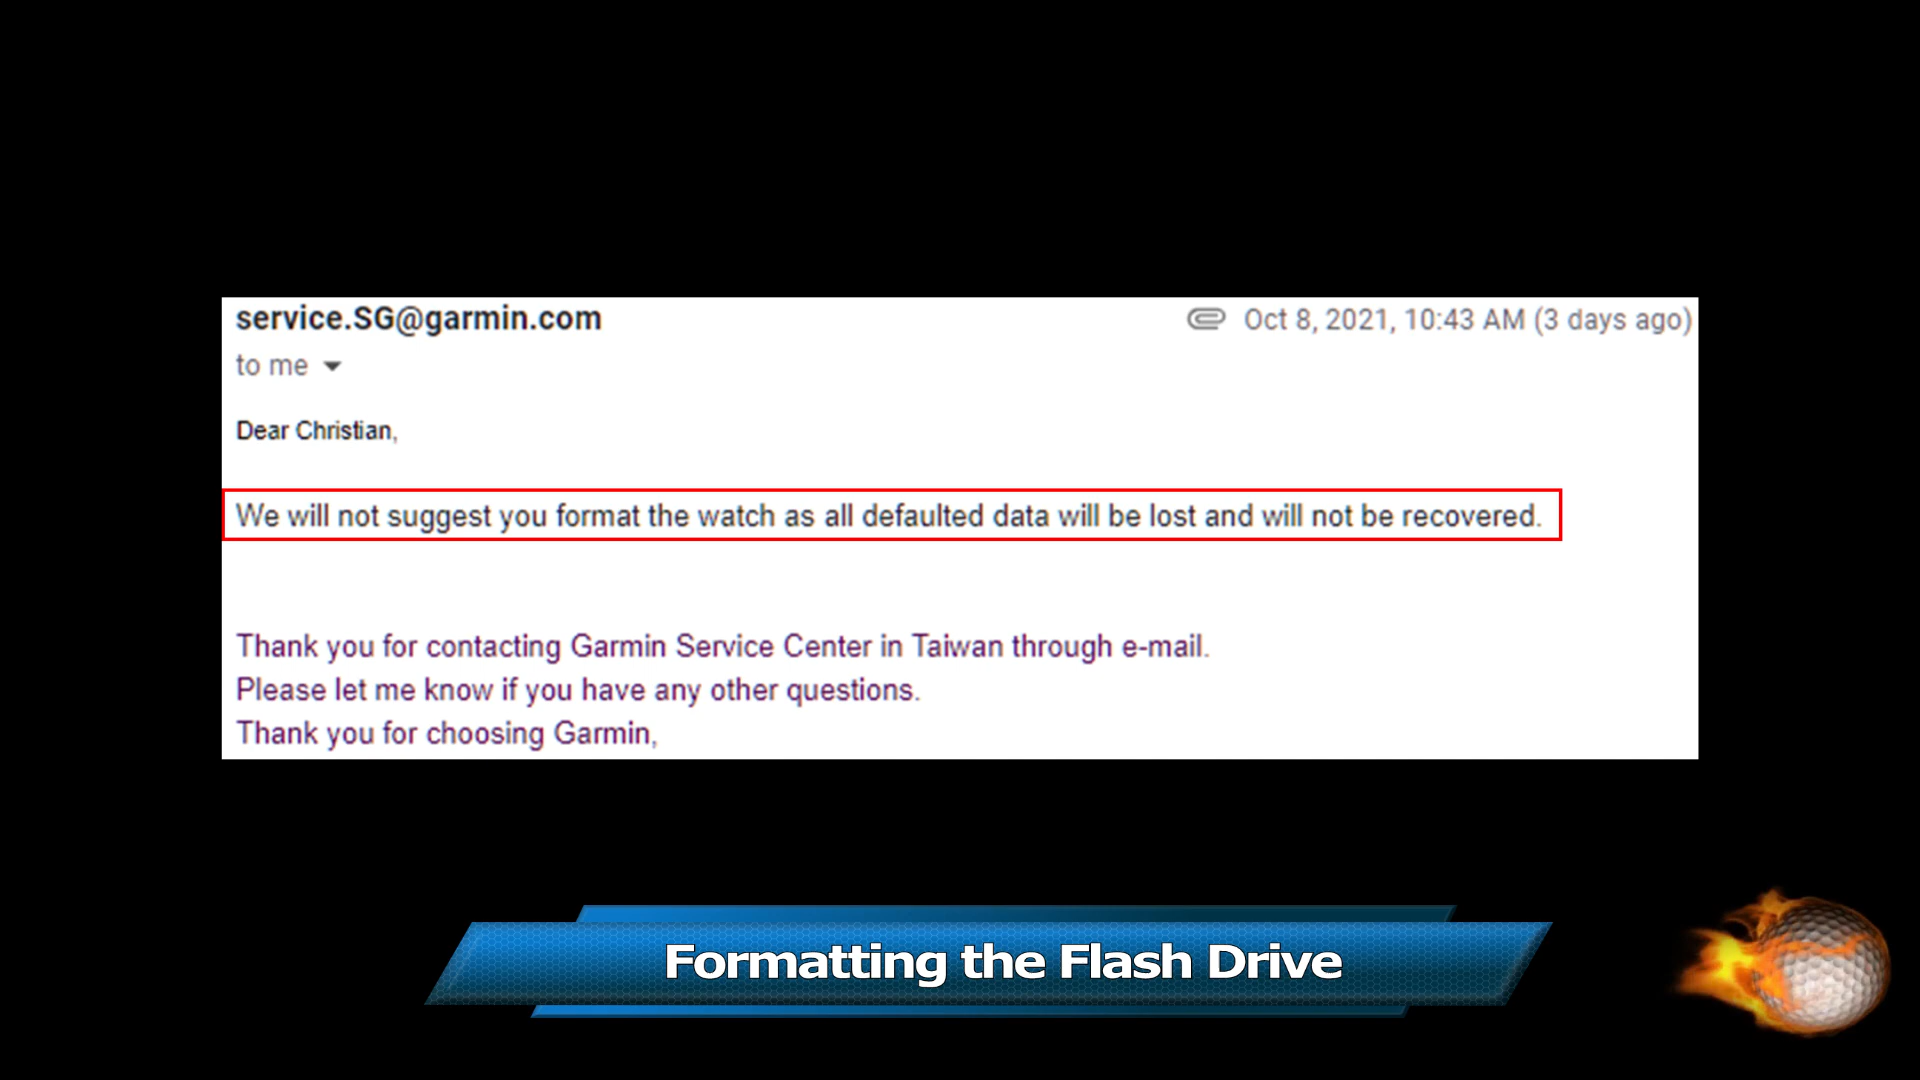 service.SG@garmin.com
Oct 8, 2021, 10:43 AM (3 days ago)
to me
Dear Christian,
We will not suggest you format the watch as all defaulted data will be lost and will not be recovered.
Thank you for contacting Garmin Service Center in Taiwan through e-mail.
Please let me know if you have any other questions.
Thank you for choosing Garmin,
Formatting the Flash Drive